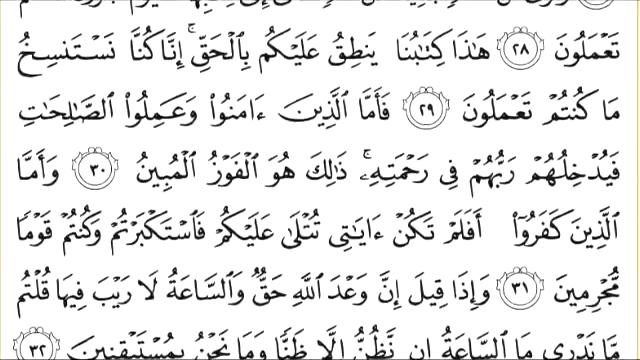 تَعْمَلُونَ ٢٨ هَٰذَا كِتَٰبُنَا يَنطِقُ عَلَيْكُم بِٱلْحَقِّ ۚ إِنَّا كُنَّا نَسْتَنسِخُ
مَا كُنتُمْ تَعْمَلُونَ ٢٩ فَأَمَّا ٱلَّذِينَ ءَامَنُوا۟ وَعَمِلُوا۟ ٱلصَّٰلِحَٰتِ
فَيُدْخِلُهُمْ رَبُّهُمْ فِى رَحْمَتِهِۦ ۚ ذَٰلِكَ هُوَ ٱلْفَوْزُ ٱلْمُبِينُ ٣٠ وَأَمَّا
ٱلَّذِينَ كَفَرُوٓا۟ أَفَلَمْ تَكُنْ ءَايَٰتِى تُتْلَىٰ عَلَيْكُمْ فَٱسْتَكْبَرْتُمْ وَكُنتُمْ قَوْمًا
مُّجْرِمِينَ ٣١ وَإِذَا قِيلَ إِنَّ وَعْدَ ٱللَّهِ حَقٌّ وَٱلسَّاعَةُ لَا رَيْبَ فِيهَا قُلْتُم
مَّا نَدْرِى مَا ٱلسَّاعَةُ إِن نَّظُنُّ إِلَّا ظَنًّا وَمَا نَحْنُ بِمُسْتَيْقِنِينَ ٣٢